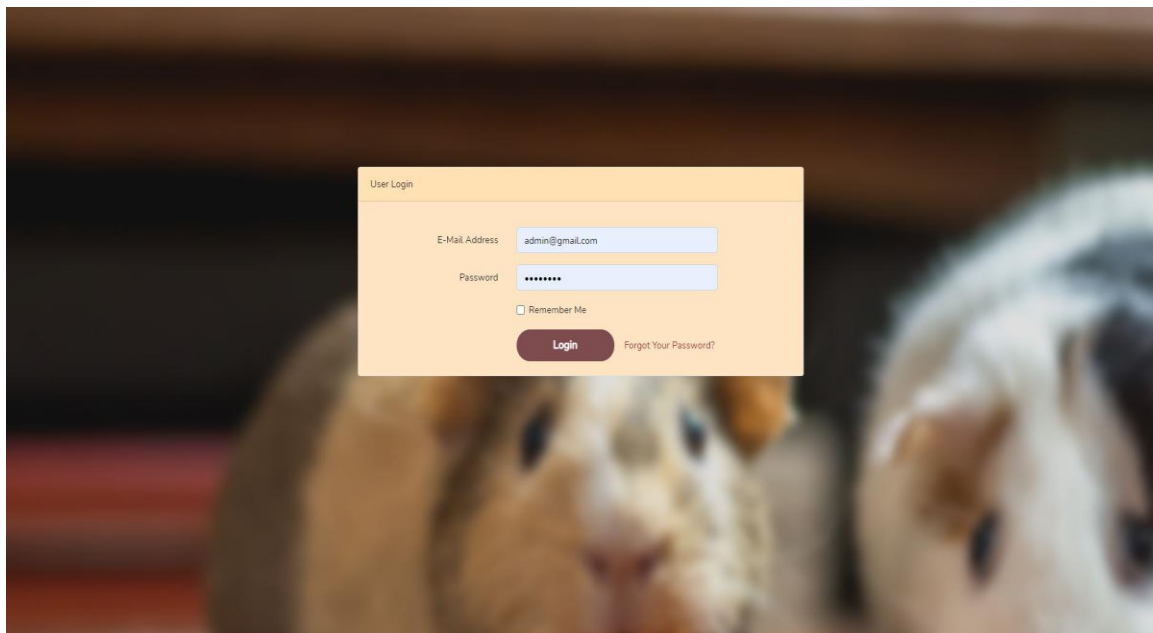 User Login
E-Mail Address admin@gmail.com
Password ••••••••
Remember Me
Login Forgot Your Password?